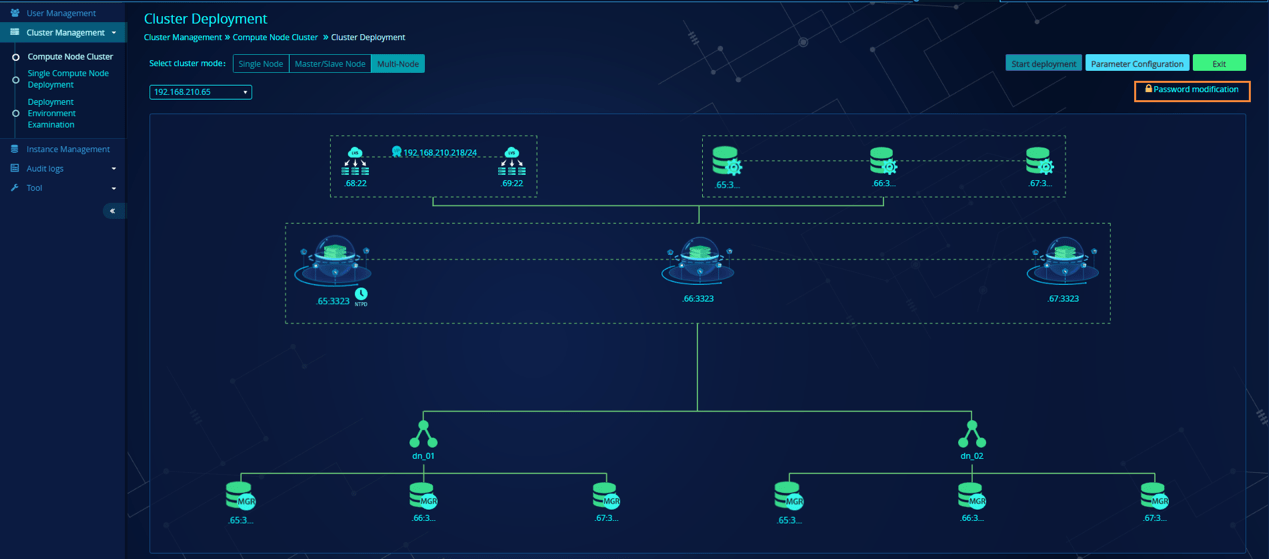 User Management
Cluster Management
Compute Node Cluster
Single Compute Node
Deployment
Deployment
Environment
Examination
Instance Management
Audit logs
Tool
«
Cluster Deployment
Cluster Management » Compute Node Cluster » Cluster Deployment
Select cluster mode: Single Node Master/Slave Node Multi-Node
Start deployment Parameter Configuration Exit
192.168.210.65
Password modification
LVS 192.168.210.218/24 LVS
.68:22 .69:22
.65:3... .66:3... .67:3...
.65:3323 NTPD .66:3323 .67:3323
dn_01 dn_02
MGR MGR MGR MGR MGR MGR
.65:3... .66:3... .67:3... .65:3... .66:3... .67:3...